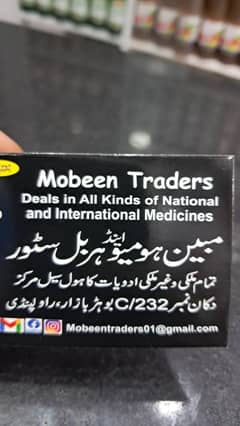 Mobeen Traders
Deals in All Kinds of National
and International Medicines
مبین ہومیو اینڈ ہربل سٹور
تمام ملکی وغیر ملکی ادویات کا ہول سیل مرکز
دکان نمبر C/232 بوہڑ بازار، راولپنڈی
Mobeentraders01@gmail.com